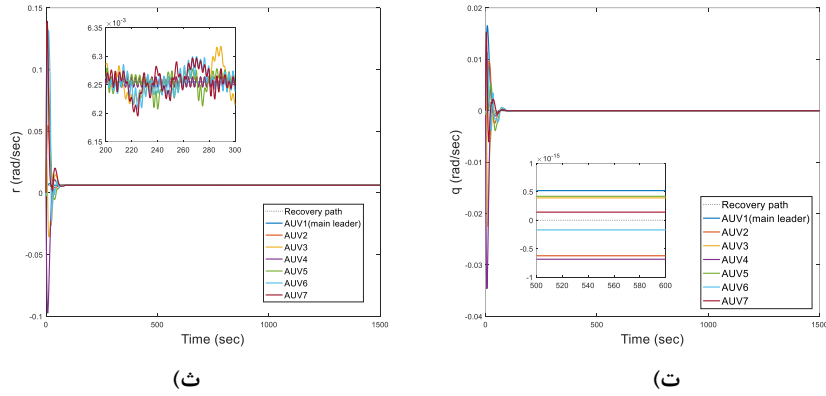 0.15
0.1
0.05
0
-0.05
-0.1
r (rad/sec)
0
500
1000
1500
Time (sec)
×10⁻³
6.35
6.3
6.25
6.2
6.15
200
220
240
260
280
300
Recovery path
AUV1(main leader)
AUV2
AUV3
AUV4
AUV5
AUV6
AUV7
ث)
0.02
0.01
0
-0.01
-0.02
-0.03
-0.04
q (rad/sec)
0
500
1000
1500
Time (sec)
×10⁻¹⁵
1
0.5
0
-0.5
-1
500
520
540
560
580
600
Recovery path
AUV1(main leader)
AUV2
AUV3
AUV4
AUV5
AUV6
AUV7
ت)